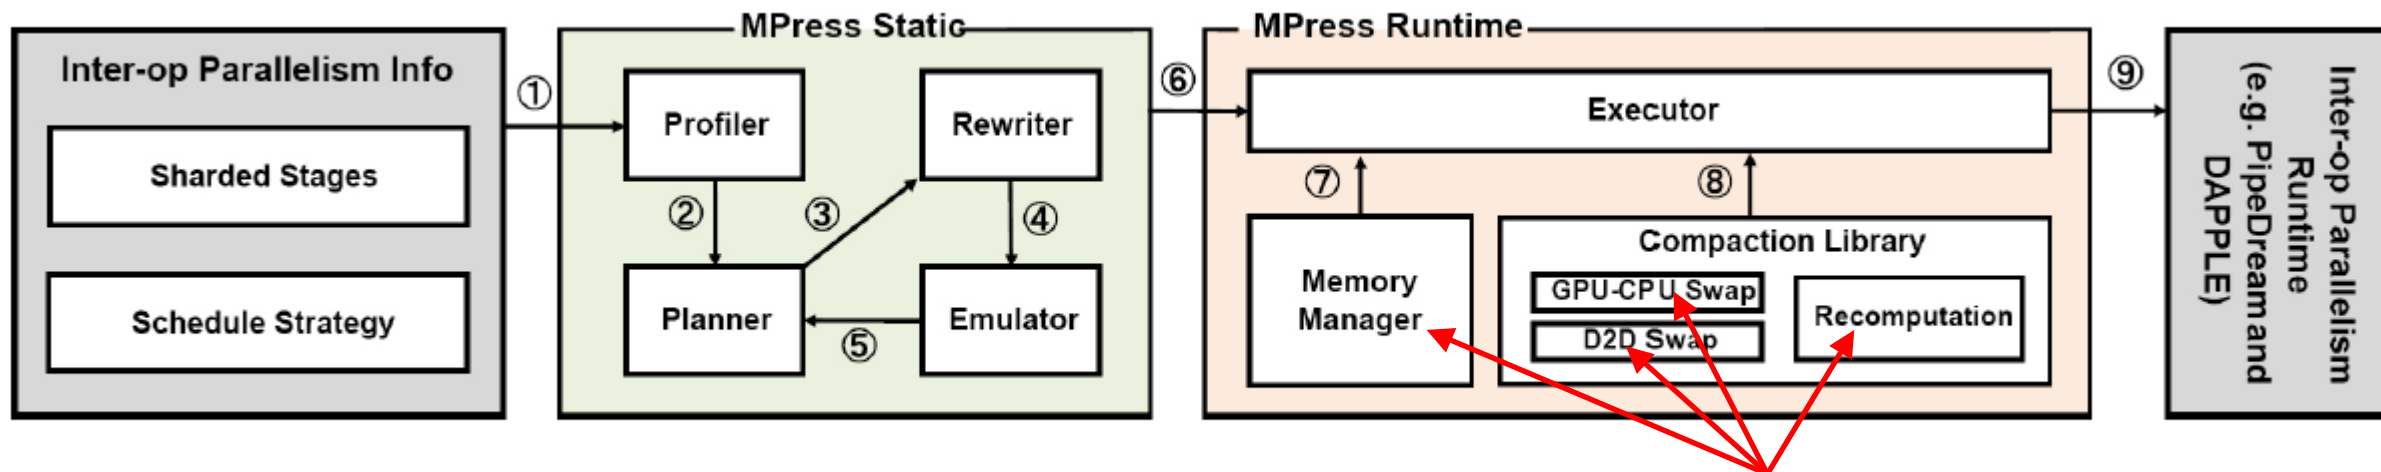 MPress Static
MPress Runtime
Inter-op Parallelism Info
Sharded Stages
Schedule Strategy
①
Profiler
Rewriter
②
③
④
Planner
Emulator
⑤
⑥
Executor
⑦
⑧
Memory
Manager
Compaction Library
GPU-CPU Swap
D2D Swap
Recomputation
⑨
Inter-op Parallelism
Runtime
(e.g. PipeDream and
DAPPLE)